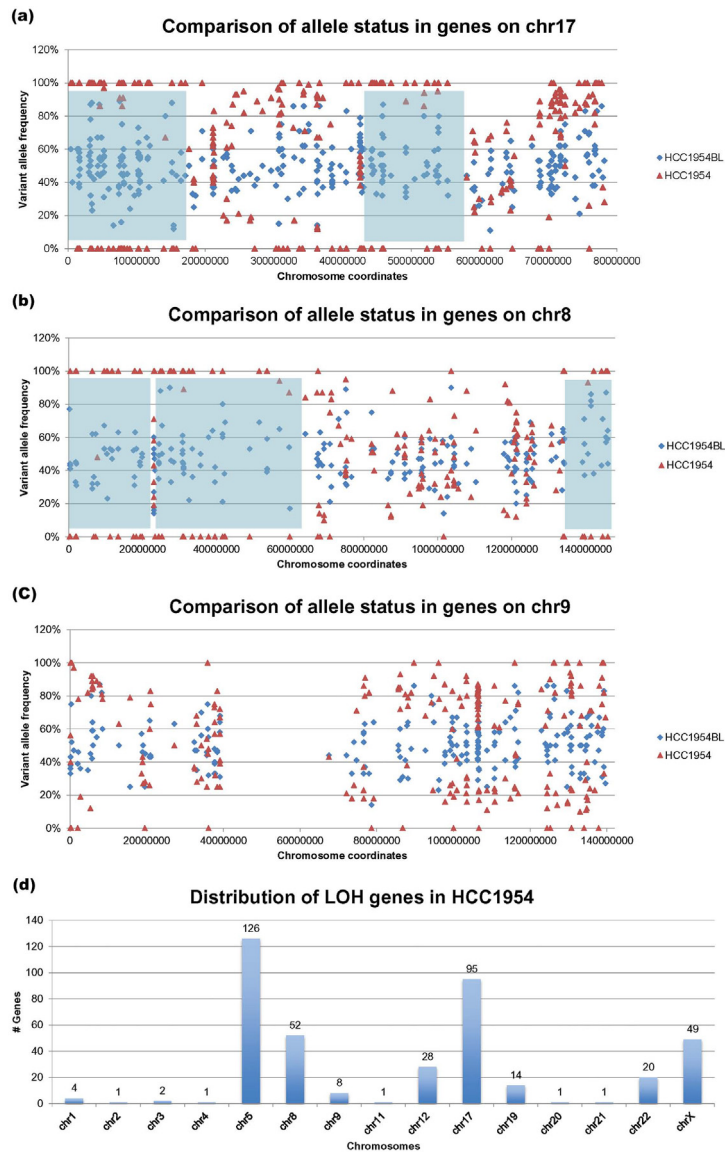 (a)
Comparison of allele status in genes on chr17
120%
100%
80%
60%
40%
20%
0%
Variant allele frequency
0 10000000 20000000 30000000 40000000 50000000 60000000 70000000 80000000
Chromosome coordinates
HCC1954BL
HCC1954
(b)
Comparison of allele status in genes on chr8
120%
100%
80%
60%
40%
20%
0%
Variant allele frequency
0 20000000 40000000 60000000 80000000 100000000 120000000 140000000
Chromosome coordinates
HCC1954BL
HCC1954
(C)
Comparison of allele status in genes on chr9
120%
100%
80%
60%
40%
20%
0%
Variant allele frequency
0 20000000 40000000 60000000 80000000 100000000 120000000 140000000
Chromosome coordinates
HCC1954BL
HCC1954
(d)
Distribution of LOH genes in HCC1954
140
120
100
80
60
40
20
0
# Genes
4 1 2 1 126 52 8 1 28 95 14 1 1 20 49
chr1 chr2 chr3 chr4 chr5 chr8 chr9 chr11 chr12 chr17 chr19 chr20 chr21 chr22 chrX
Chromosomes